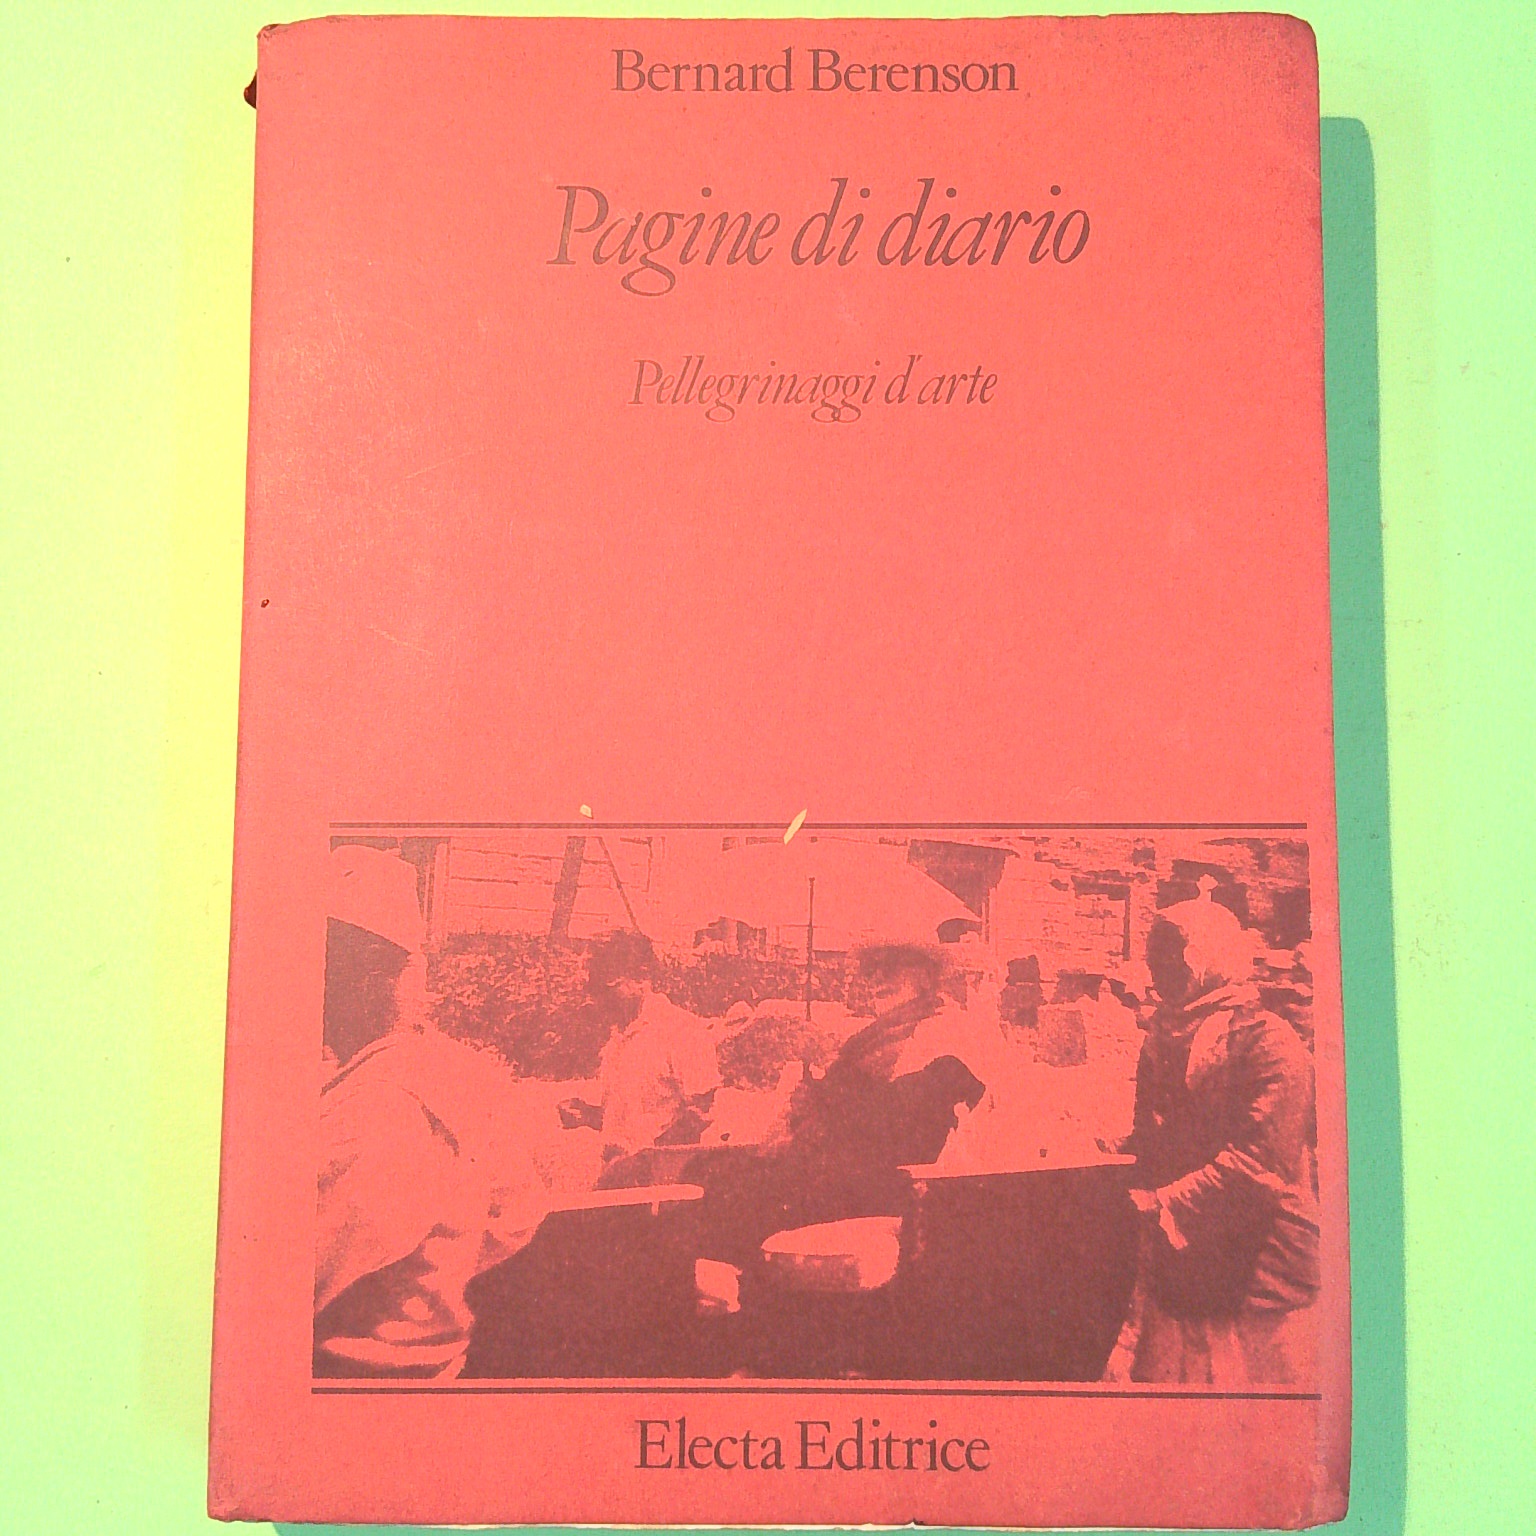 Bernard Berenson
Pagine di diario
Pellegrinaggi d'arte
Electa Editrice